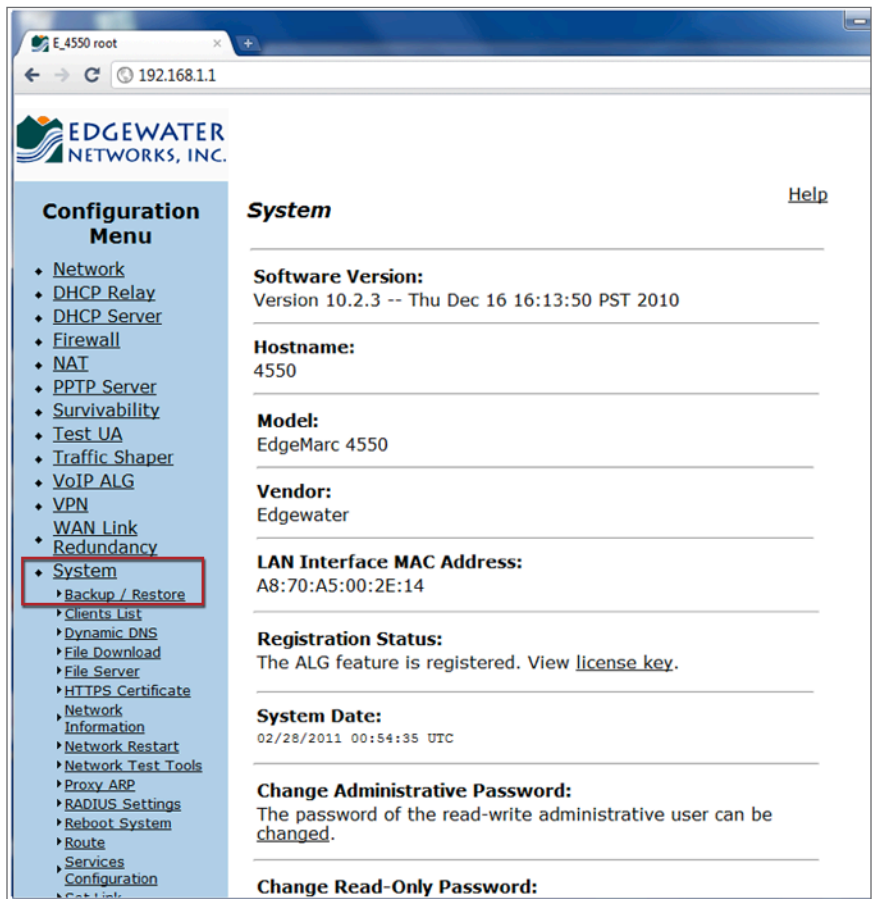 E_4550 root
192.168.1.1
EDGEWATER
NETWORKS, INC.
Configuration
Menu
Network
DHCP Relay
DHCP Server
Firewall
NAT
PPTP Server
Survivability
Test UA
Traffic Shaper
VoIP ALG
VPN
WAN Link
Redundancy
System
Backup / Restore
Clients List
Dynamic DNS
File Download
File Server
HTTPS Certificate
Network
Information
Network Restart
Network Test Tools
Proxy ARP
RADIUS Settings
Reboot System
Route
Services
Configuration
Help
System
Software Version:
Version 10.2.3 -- Thu Dec 16 16:13:50 PST 2010
Hostname:
4550
Model:
EdgeMarc 4550
Vendor:
Edgewater
LAN Interface MAC Address:
A8:70:A5:00:2E:14
Registration Status:
The ALG feature is registered. View license key.
System Date:
02/28/2011 00:54:35 UTC
Change Administrative Password:
The password of the read-write administrative user can be
changed.
Change Read-Only Password: